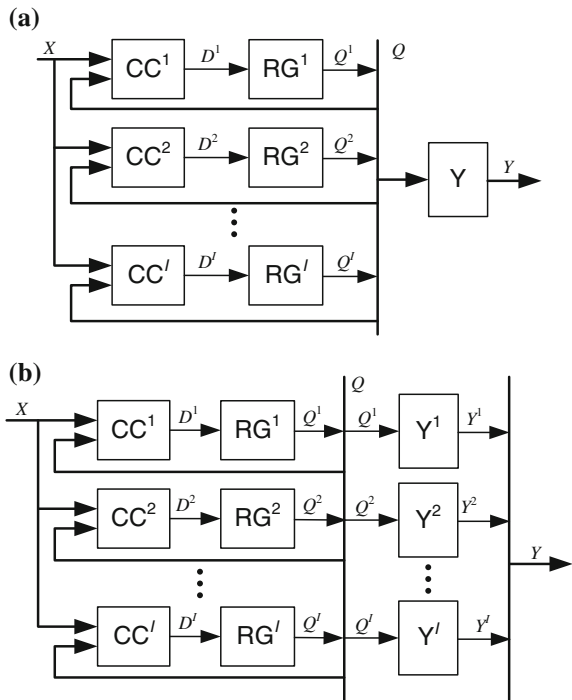 (a)
X
CC¹ D¹ RG¹ Q¹ Q
CC² D² RG² Q²
Y Y
CCᴵ Dᴵ RGᴵ Qᴵ
(b)
X Q
CC¹ D¹ RG¹ Q¹ Q¹ Y¹ Y¹
CC² D² RG² Q² Q² Y² Y²
Y
CCᴵ Dᴵ RGᴵ Qᴵ Qᴵ Yᴵ Yᴵ